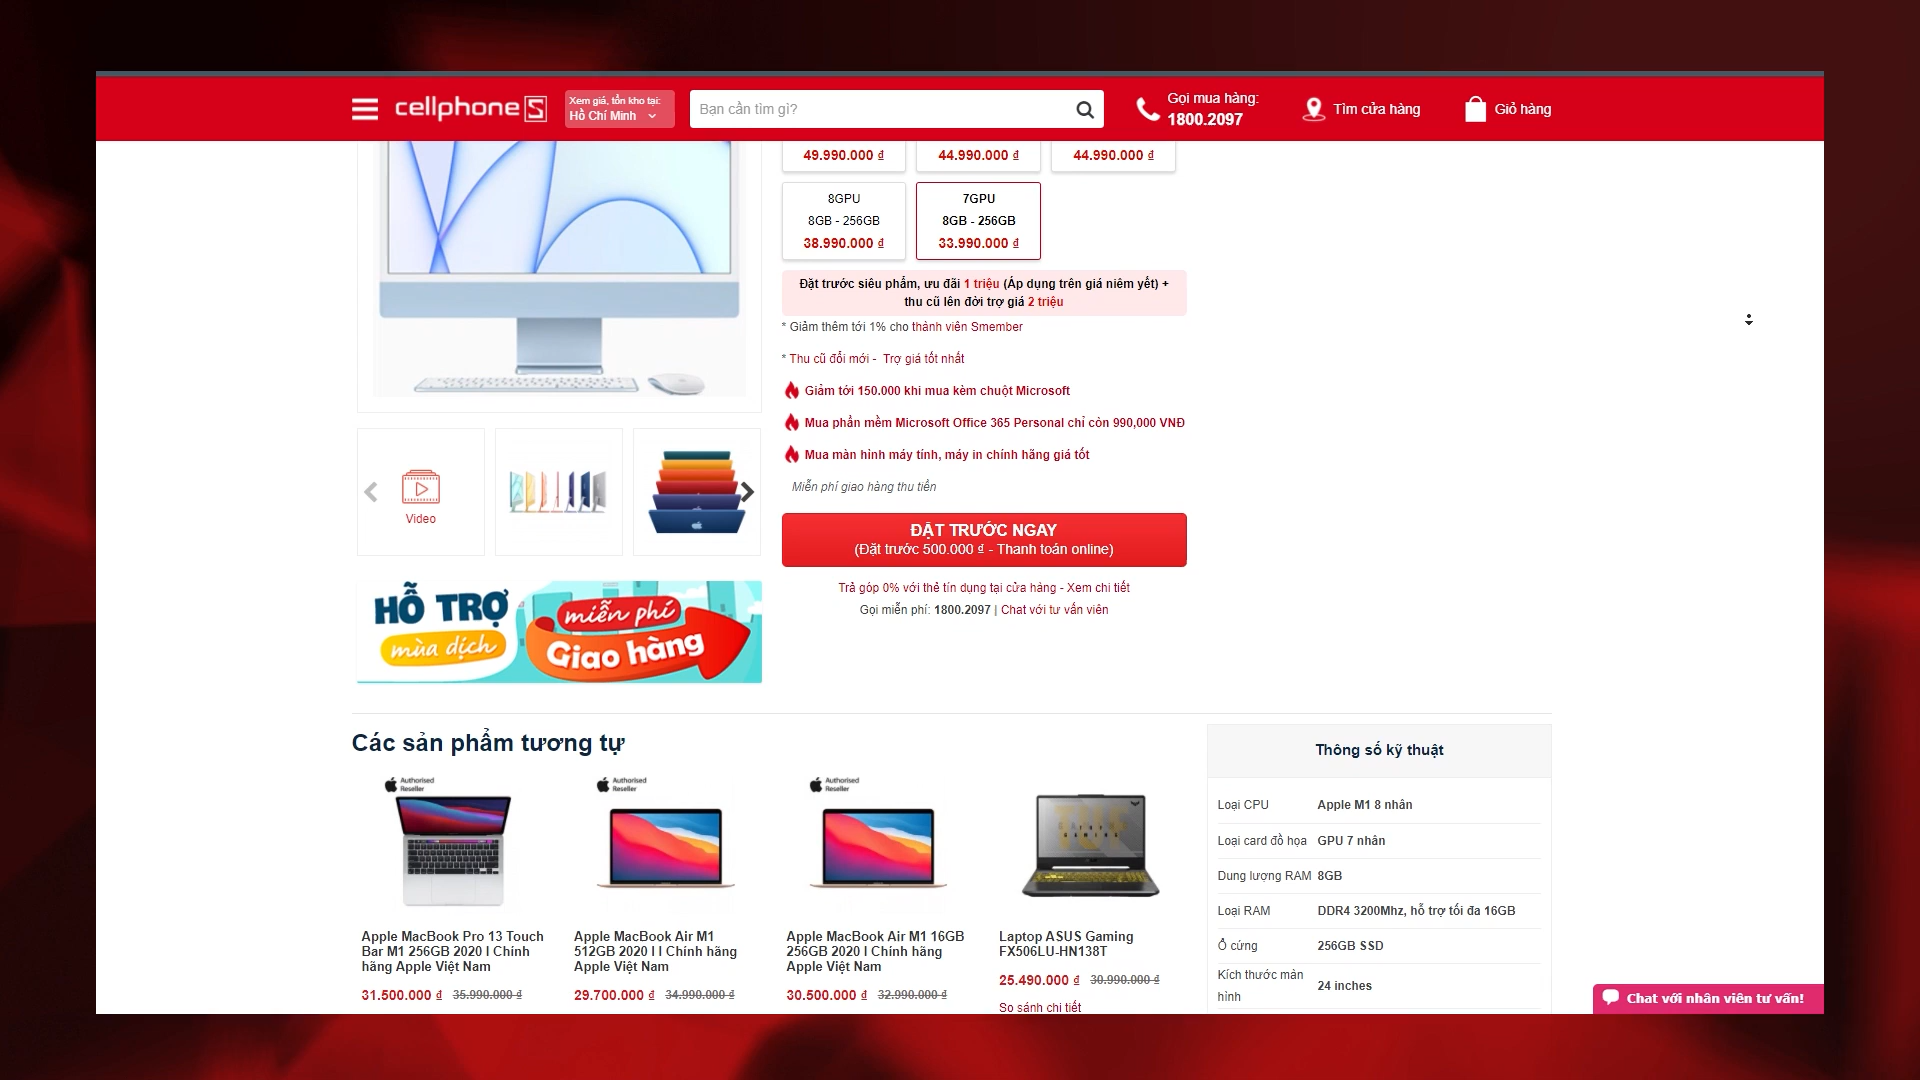 cellphoneS
Xem giá, tồn kho tại:
Hồ Chí Minh
Bạn cần tìm gì?
Gọi mua hàng:
1800.2097
Tìm cửa hàng
Giỏ hàng
49.990.000 ₫
44.990.000 ₫
44.990.000 ₫
8GPU
8GB - 256GB
38.990.000 ₫
7GPU
8GB - 256GB
33.990.000 ₫
Đặt trước siêu phẩm, ưu đãi 1 triệu (Áp dụng trên giá niêm yết) +
thu cũ lên đời trợ giá 2 triệu
* Giảm thêm tới 1% cho thành viên Smember
* Thu cũ đổi mới - Trợ giá tốt nhất
Giảm tới 150.000 khi mua kèm chuột Microsoft
Mua phần mềm Microsoft Office 365 Personal chỉ còn 990,000 VNĐ
Mua màn hình máy tính, máy in chính hãng giá tốt
Miễn phí giao hàng thu tiền
ĐẶT TRƯỚC NGAY
(Đặt trước 500.000 ₫ - Thanh toán online)
Trả góp 0% với thẻ tín dụng tại cửa hàng - Xem chi tiết
Gọi miễn phí: 1800.2097 | Chat với tư vấn viên
Video
HỖ TRỢ
mùa dịch
miễn phí
Giao hàng
Các sản phẩm tương tự
Authorised
Reseller
Apple MacBook Pro 13 Touch
Bar M1 256GB 2020 I Chính
hãng Apple Việt Nam
31.500.000 ₫ 35.990.000 ₫
Authorised
Reseller
Apple MacBook Air M1
512GB 2020 I I Chính hãng
Apple Việt Nam
29.700.000 ₫ 34.990.000 ₫
Authorised
Reseller
Apple MacBook Air M1 16GB
256GB 2020 I Chính hãng
Apple Việt Nam
30.500.000 ₫ 32.990.000 ₫
TUF
GAMING
Laptop ASUS Gaming
FX506LU-HN138T
25.490.000 ₫ 30.990.000 ₫
So sánh chi tiết
Thông số kỹ thuật
Loại CPU Apple M1 8 nhân
Loại card đồ họa GPU 7 nhân
Dung lượng RAM 8GB
Loại RAM DDR4 3200Mhz, hỗ trợ tối đa 16GB
Ổ cứng 256GB SSD
Kích thước màn
hình
24 inches
Chat với nhân viên tư vấn!